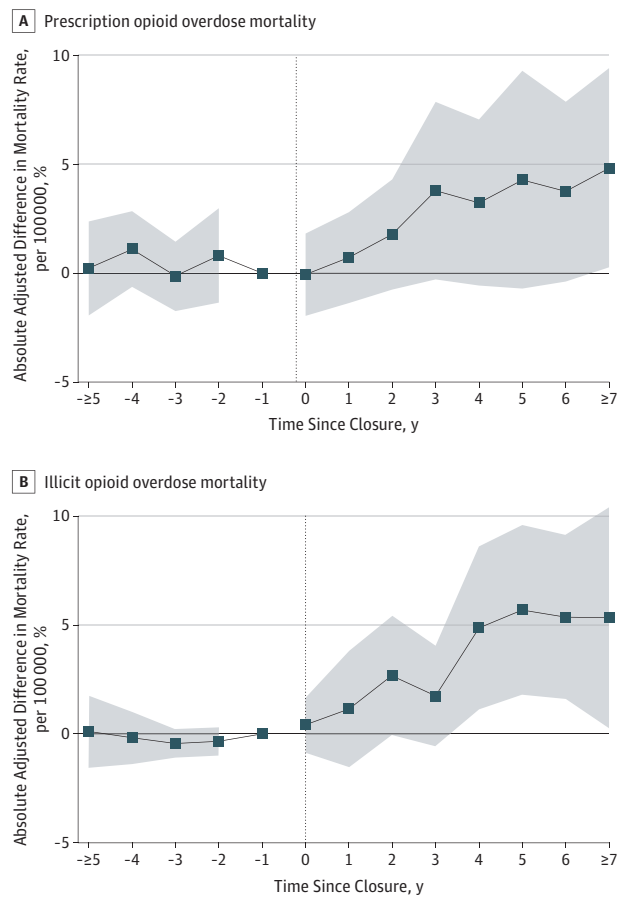 A Prescription opioid overdose mortality
Absolute Adjusted Difference in Mortality Rate,
per 100 000, %
10
5
0
-5
-≥5 -4 -3 -2 -1 0 1 2 3 4 5 6 ≥7
Time Since Closure, y
B Illicit opioid overdose mortality
Absolute Adjusted Difference in Mortality Rate,
per 100 000, %
10
5
0
-5
-≥5 -4 -3 -2 -1 0 1 2 3 4 5 6 ≥7
Time Since Closure, y